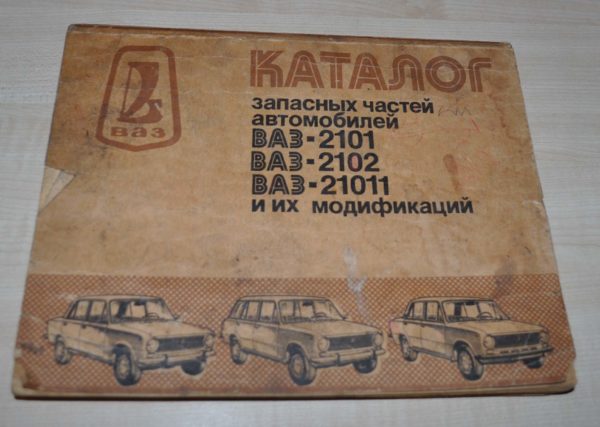 ВАЗ
КАТАЛОГ
запасных частей
автомобилей
ВАЗ-2101
ВАЗ-2102
ВАЗ-21011
и их модификаций